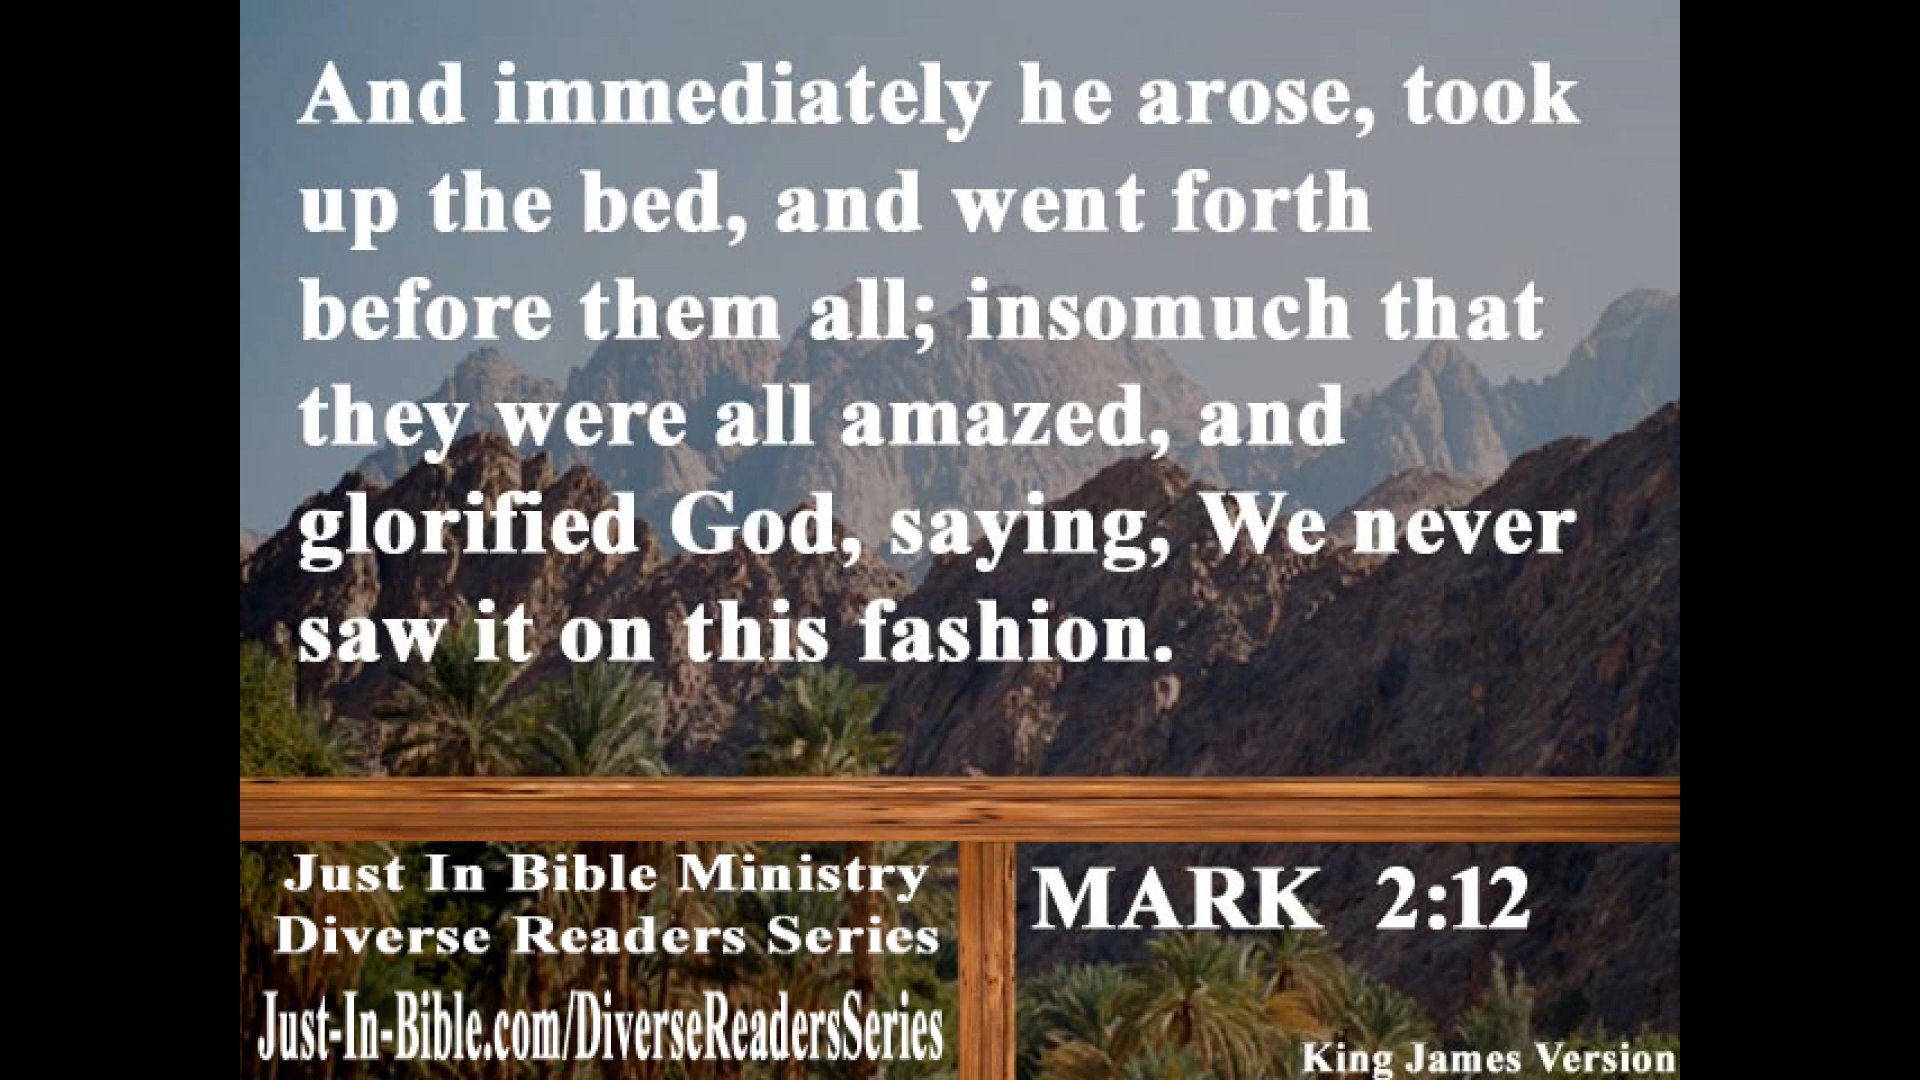 And immediately he arose, took
up the bed, and went forth
before them all; insomuch that
they were all amazed, and
glorified God, saying, We never
saw it on this fashion.
Just In Bible Ministry
Diverse Readers Series
Just-In-Bible.com/DiverseReadersSeries
MARK 2:12
King James Version